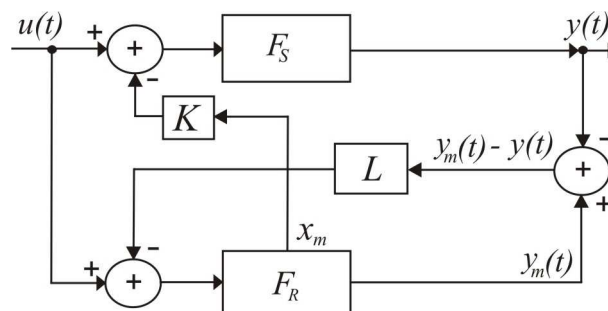 u(t)
y(t)
+
+
F_S
-
K
-
y_m(t) - y(t)
L
+
+
-
x_m
+
+
F_R
y_m(t)